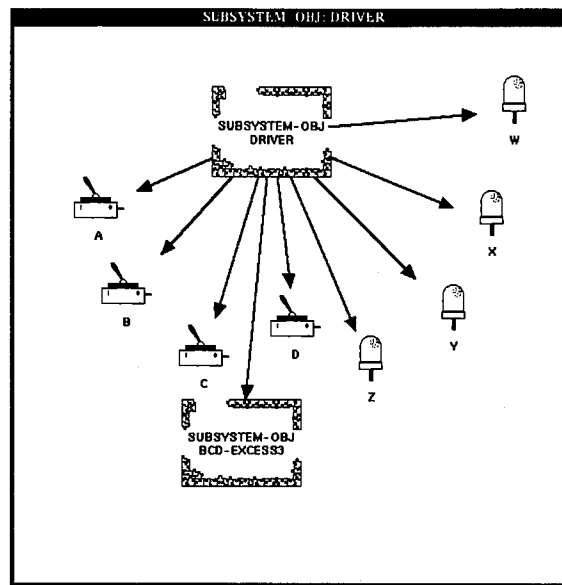 SUBSYSTEM OBJ: DRIVER
SUBSYSTEM-OBJ
DRIVER
W
A
X
B
Y
C
D
Z
SUBSYSTEM-OBJ
BCD-EXCESS3